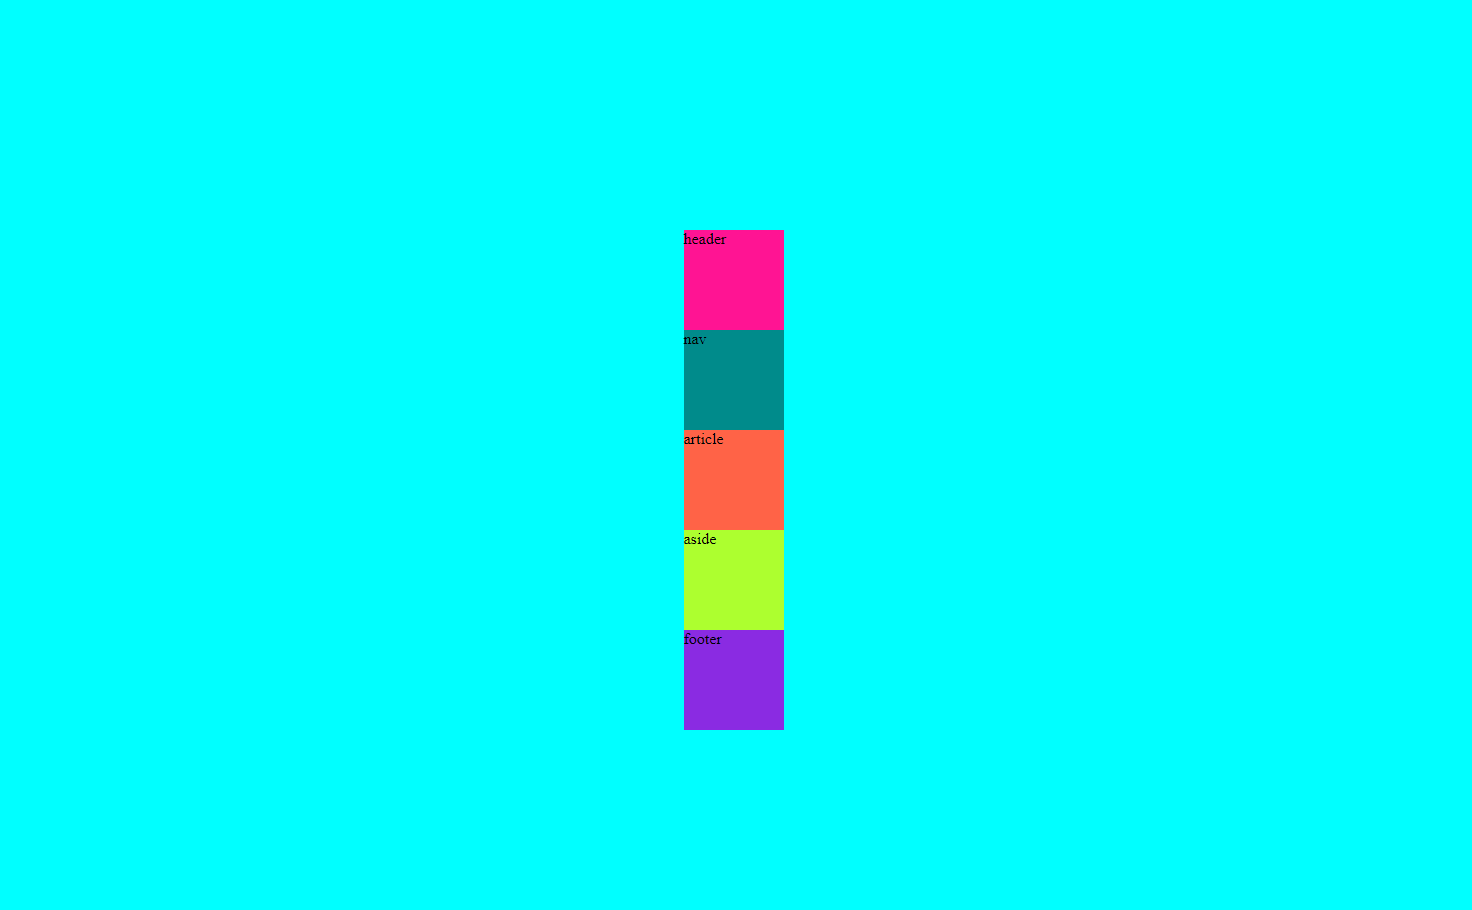 header
nav
article
aside
footer